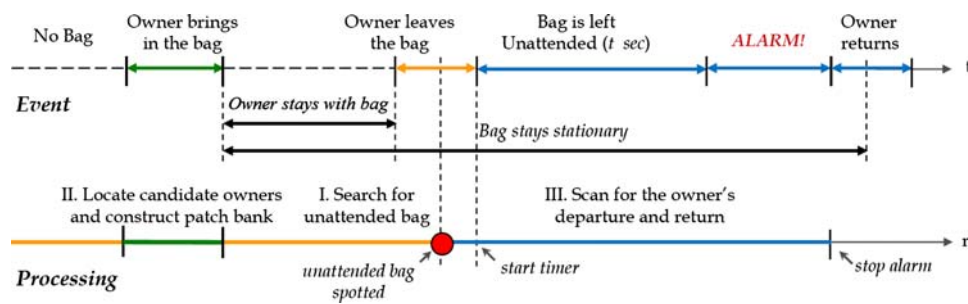 No Bag
Owner brings
in the bag
Owner leaves
the bag
Bag is left
Unattended (t sec)
ALARM!
Owner
returns
t
Event
Owner stays with bag
Bag stays stationary
II. Locate candidate owners
and construct patch bank
I. Search for
unattended bag
III. Scan for the owner's
departure and return
Processing
unattended bag
spotted
start timer
stop alarm